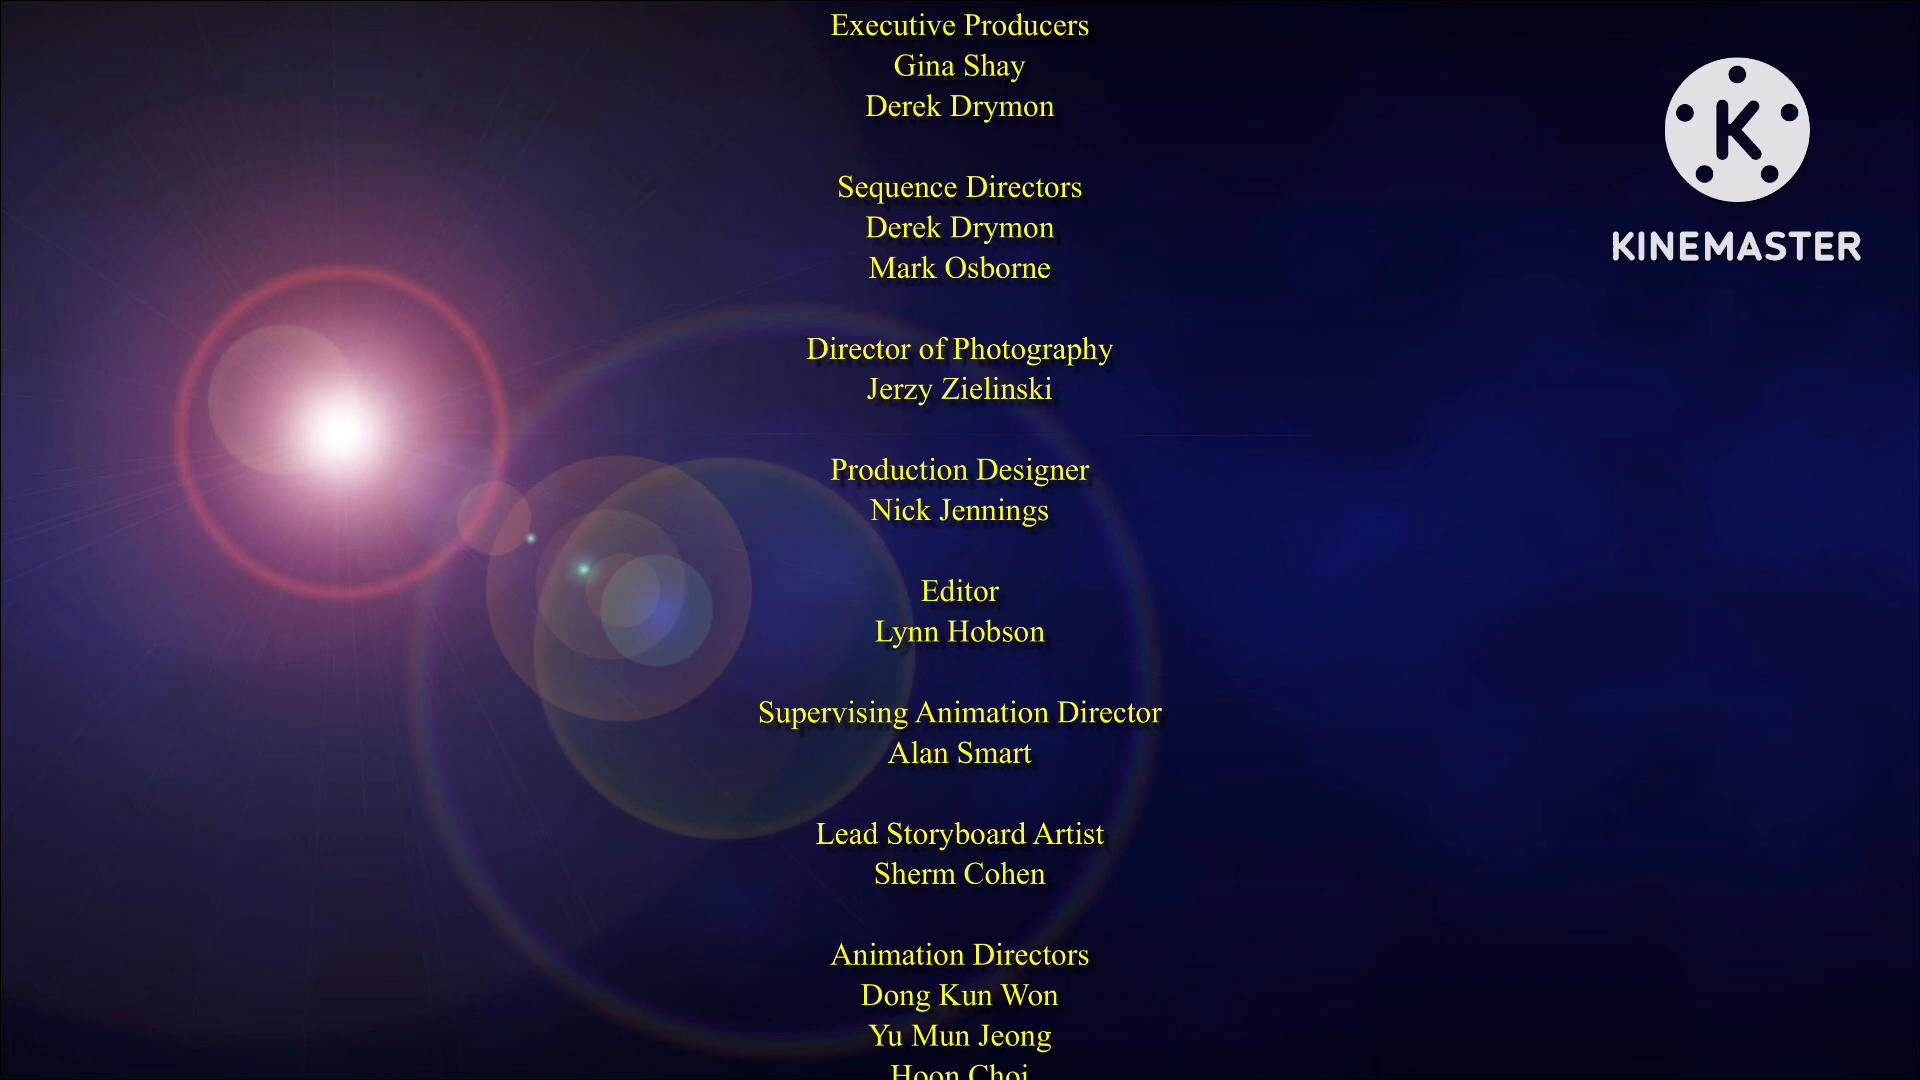 Executive Producers
Gina Shay
Derek Drymon
Sequence Directors
Derek Drymon
Mark Osborne
Director of Photography
Jerzy Zielinski
Production Designer
Nick Jennings
Editor
Lynn Hobson
Supervising Animation Director
Alan Smart
Lead Storyboard Artist
Sherm Cohen
Animation Directors
Dong Kun Won
Yu Mun Jeong
Hoon Choi
K
KINEMASTER